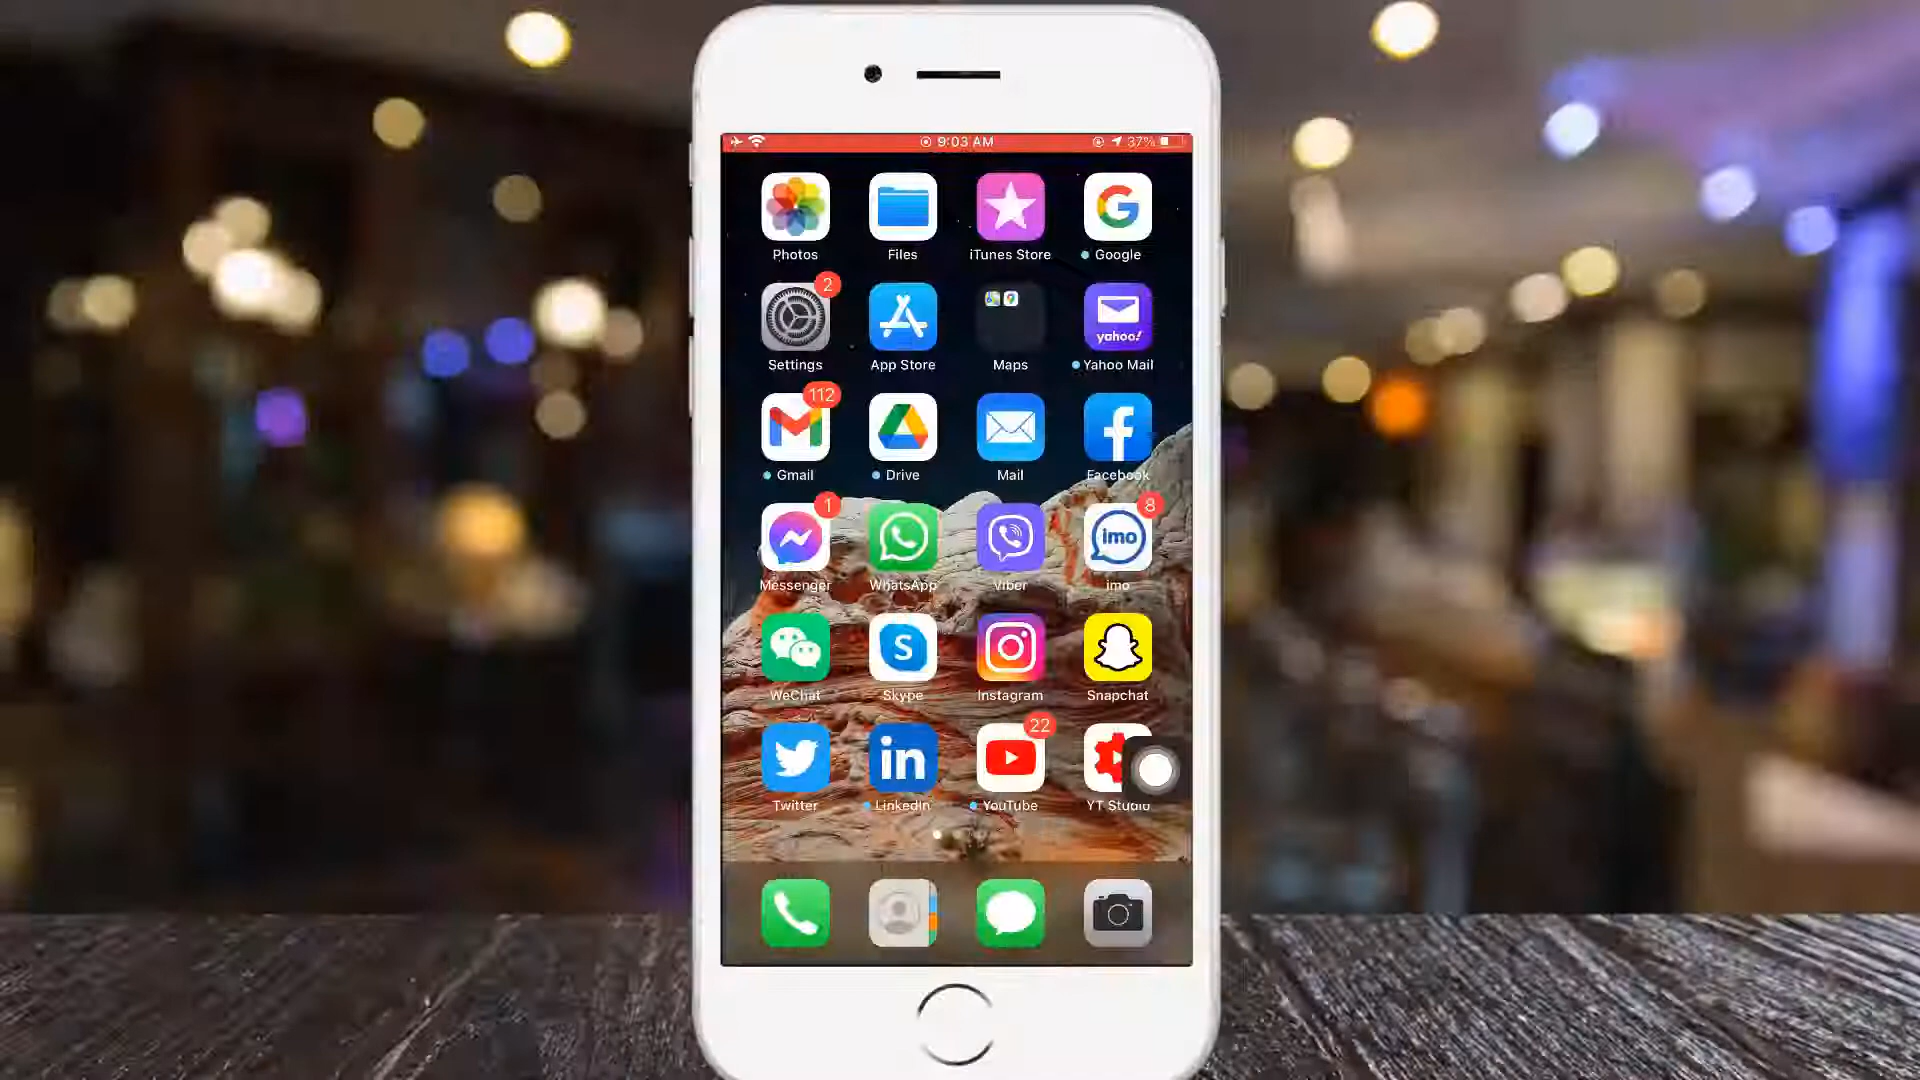 9:03 AM 37%
Photos Files iTunes Store Google
2
yahoo!
Settings App Store Maps Yahoo Mail
112
Gmail Drive Mail Facebook
1 8
imo
Messenger WhatsApp Viber imo
S
WeChat Skype Instagram Snapchat
22
in
Twitter LinkedIn YouTube YT Studio